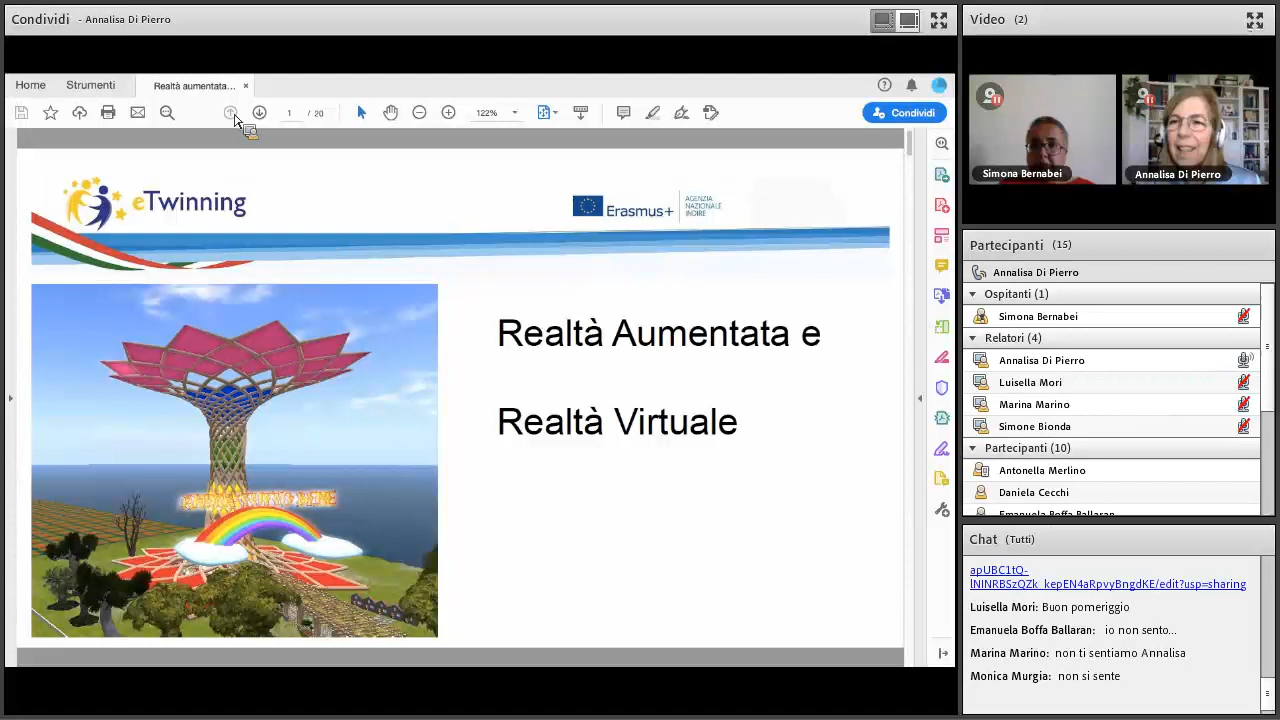 Condividi - Annalisa Di Pierro
Home Strumenti Realtà aumentata... ×
1 / 20 122% Condividi
eTwinning
Erasmus+
AGENZIA
NAZIONALE
INDIRE
Realtà Aumentata e
Realtà Virtuale
Video (2)
Simona Bernabei
Annalisa Di Pierro
Partecipanti (15)
Annalisa Di Pierro
Ospitanti (1)
Simona Bernabei
Relatori (4)
Annalisa Di Pierro
Luisella Mori
Marina Marino
Simone Bionda
Partecipanti (10)
Antonella Merlino
Daniela Cecchi
Emanuela Boffa Ballaran
Chat (Tutti)
apUBC1tQ-
lNINRBSzQZk_kepEN4aRpvyBngdKE/edit?usp=sharing
Luisella Mori: Buon pomeriggio
Emanuela Boffa Ballaran: io non sento...
Marina Marino: non ti sentiamo Annalisa
Monica Murgia: non si sente